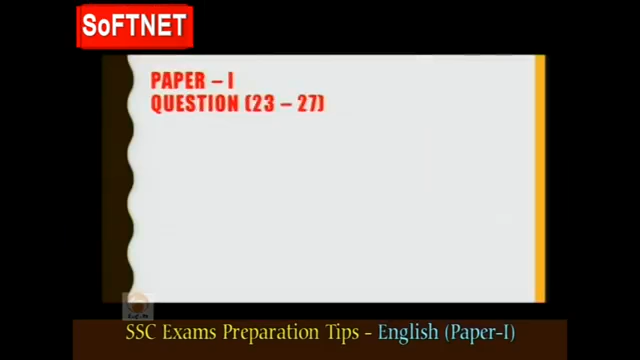 SoFTNET
PAPER – I
QUESTION (23 – 27)
SSC Exams Preparation Tips - English (Paper-I)